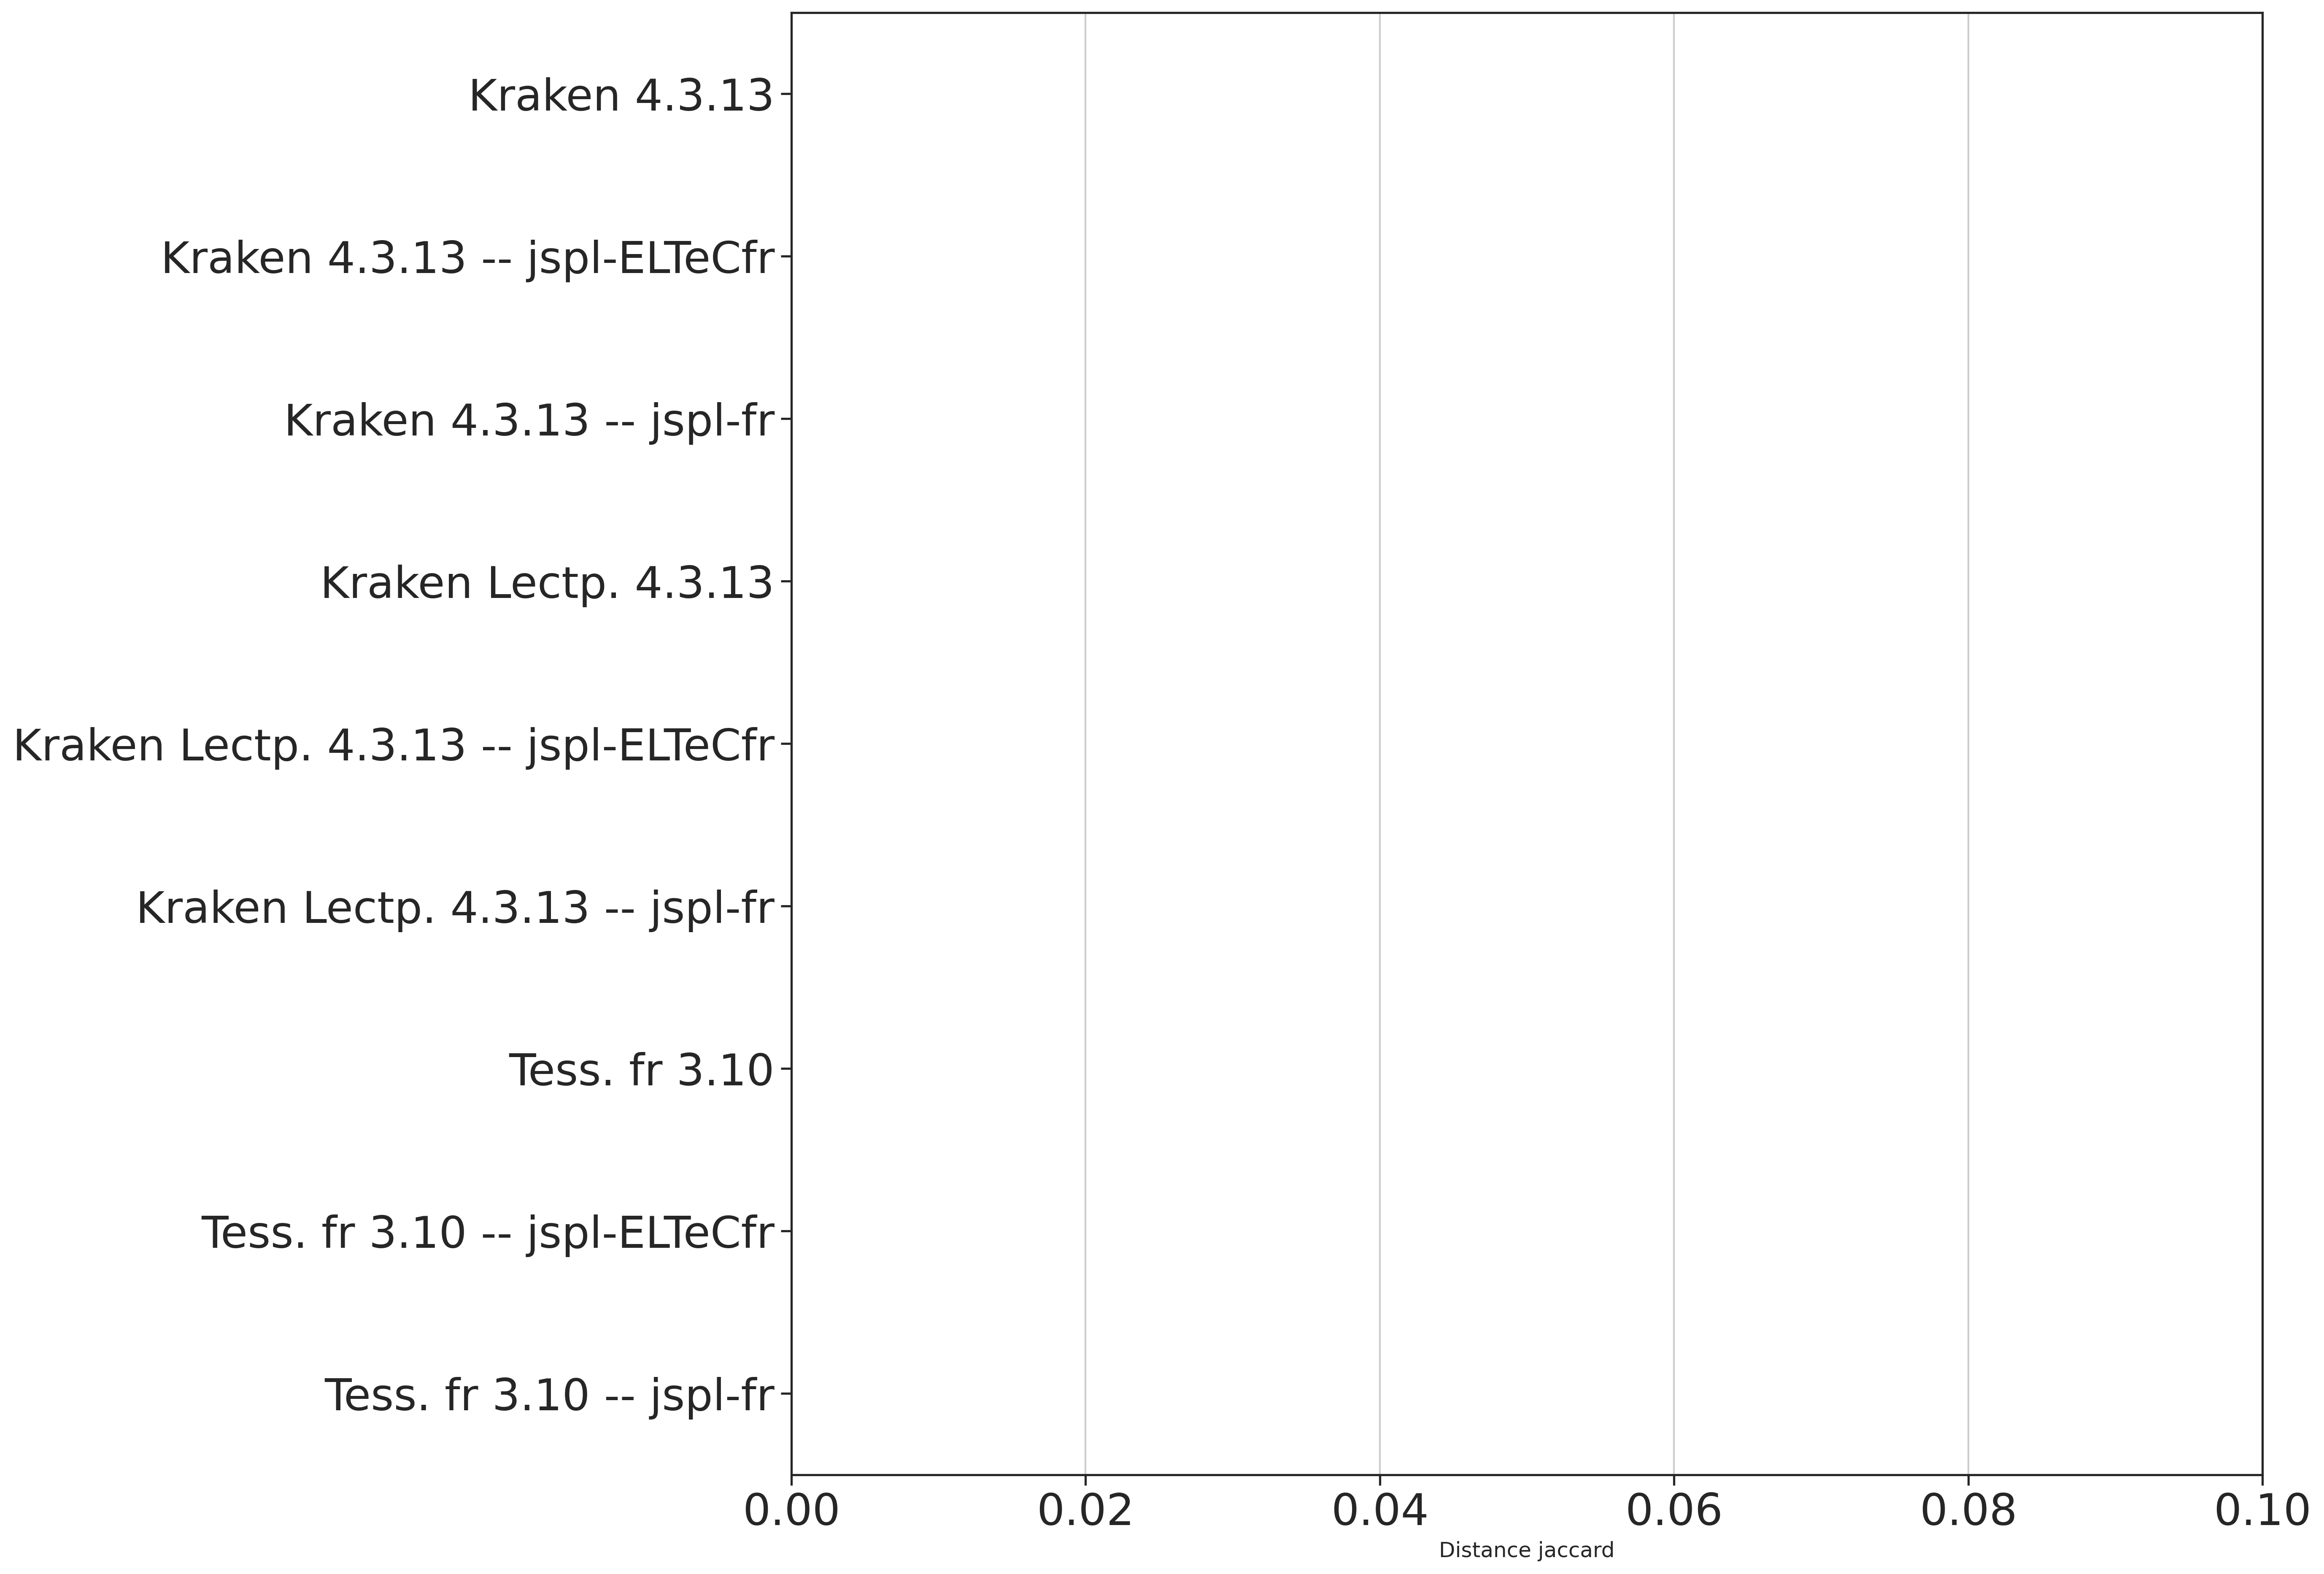 Kraken 4.3.13
Kraken 4.3.13 -- jspl-ELTeCfr
Kraken 4.3.13 -- jspl-fr
Kraken Lectp. 4.3.13
Kraken Lectp. 4.3.13 -- jspl-ELTeCfr
Kraken Lectp. 4.3.13 -- jspl-fr
Tess. fr 3.10
Tess. fr 3.10 -- jspl-ELTeCfr
Tess. fr 3.10 -- jspl-fr
0.00 0.02 0.04 0.06 0.08 0.10
Distance jaccard